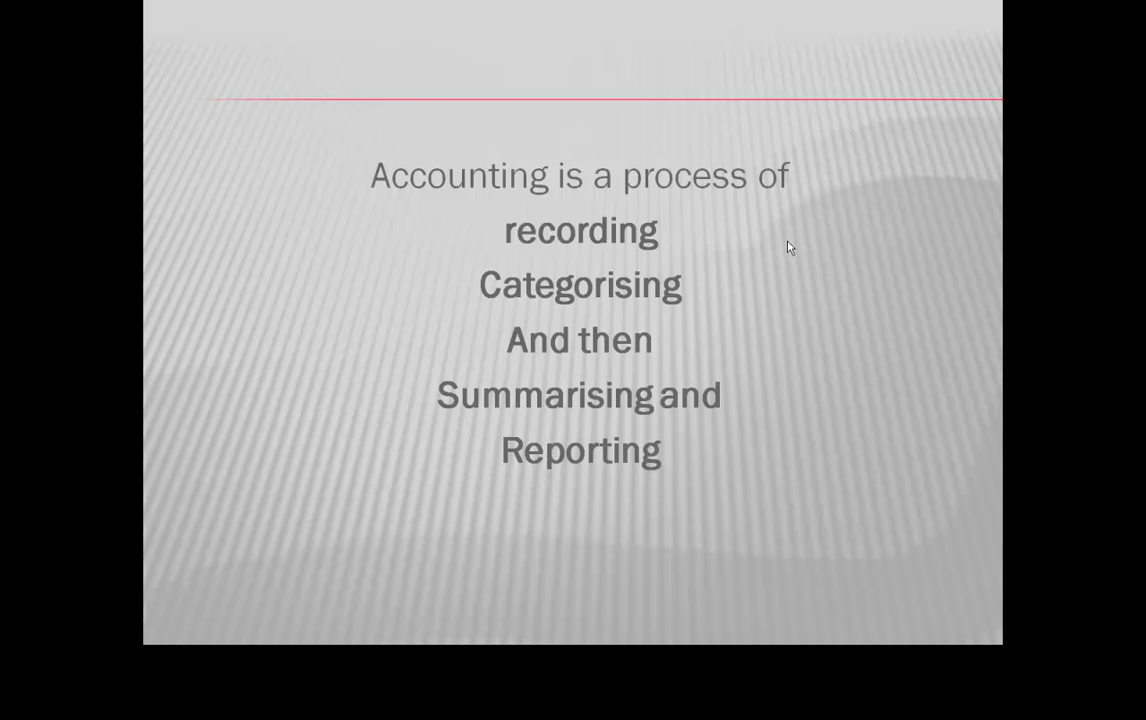 Accounting is a process of
recording
Categorising
And then
Summarising and
Reporting